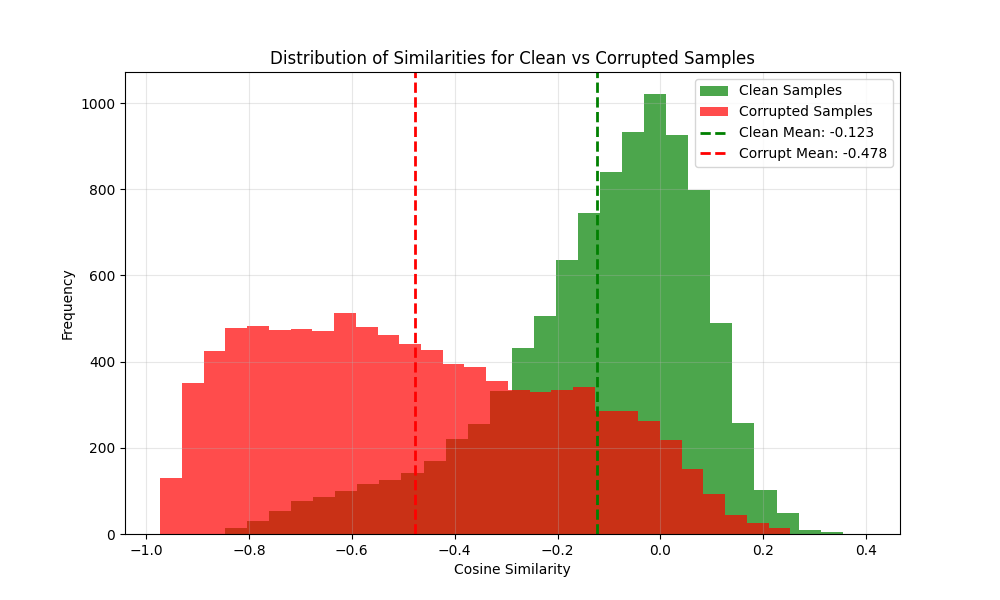 Distribution of Similarities for Clean vs Corrupted Samples
Clean Samples
Corrupted Samples
Clean Mean: -0.123
Corrupt Mean: -0.478
Frequency
1000
800
600
400
200
0
−1.0 −0.8 −0.6 −0.4 −0.2 0.0 0.2 0.4
Cosine Similarity